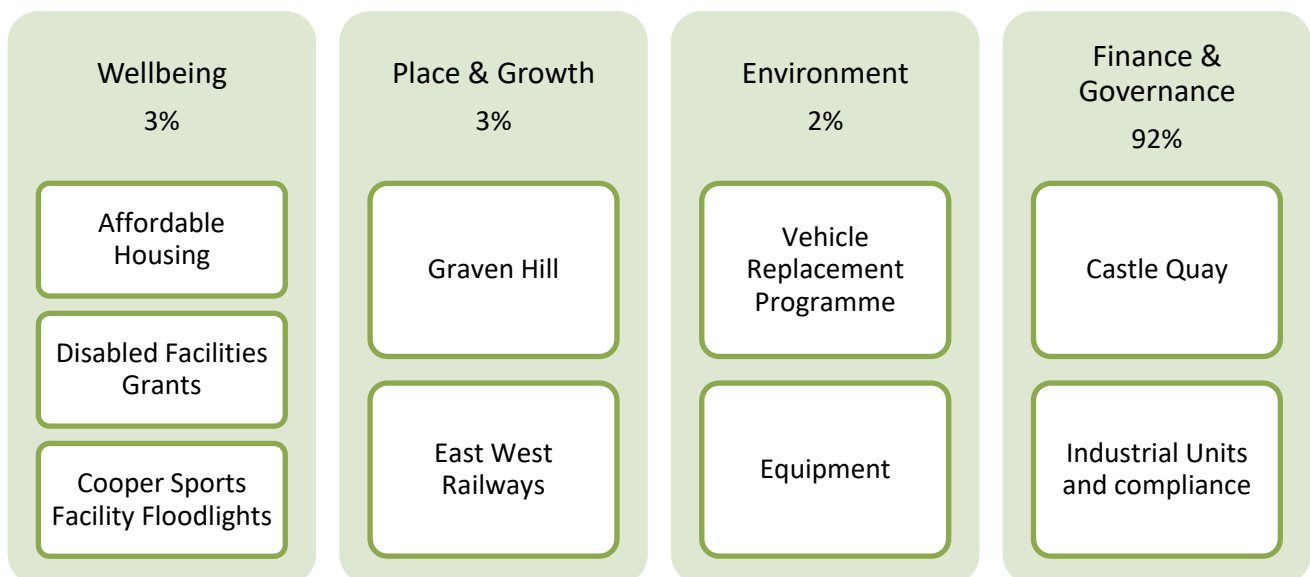 Wellbeing
3%
Affordable
Housing
Disabled Facilities
Grants
Cooper Sports
Facility Floodlights
Place & Growth
3%
Graven Hill
East West
Railways
Environment
2%
Vehicle
Replacement
Programme
Equipment
Finance &
Governance
92%
Castle Quay
Industrial Units
and compliance